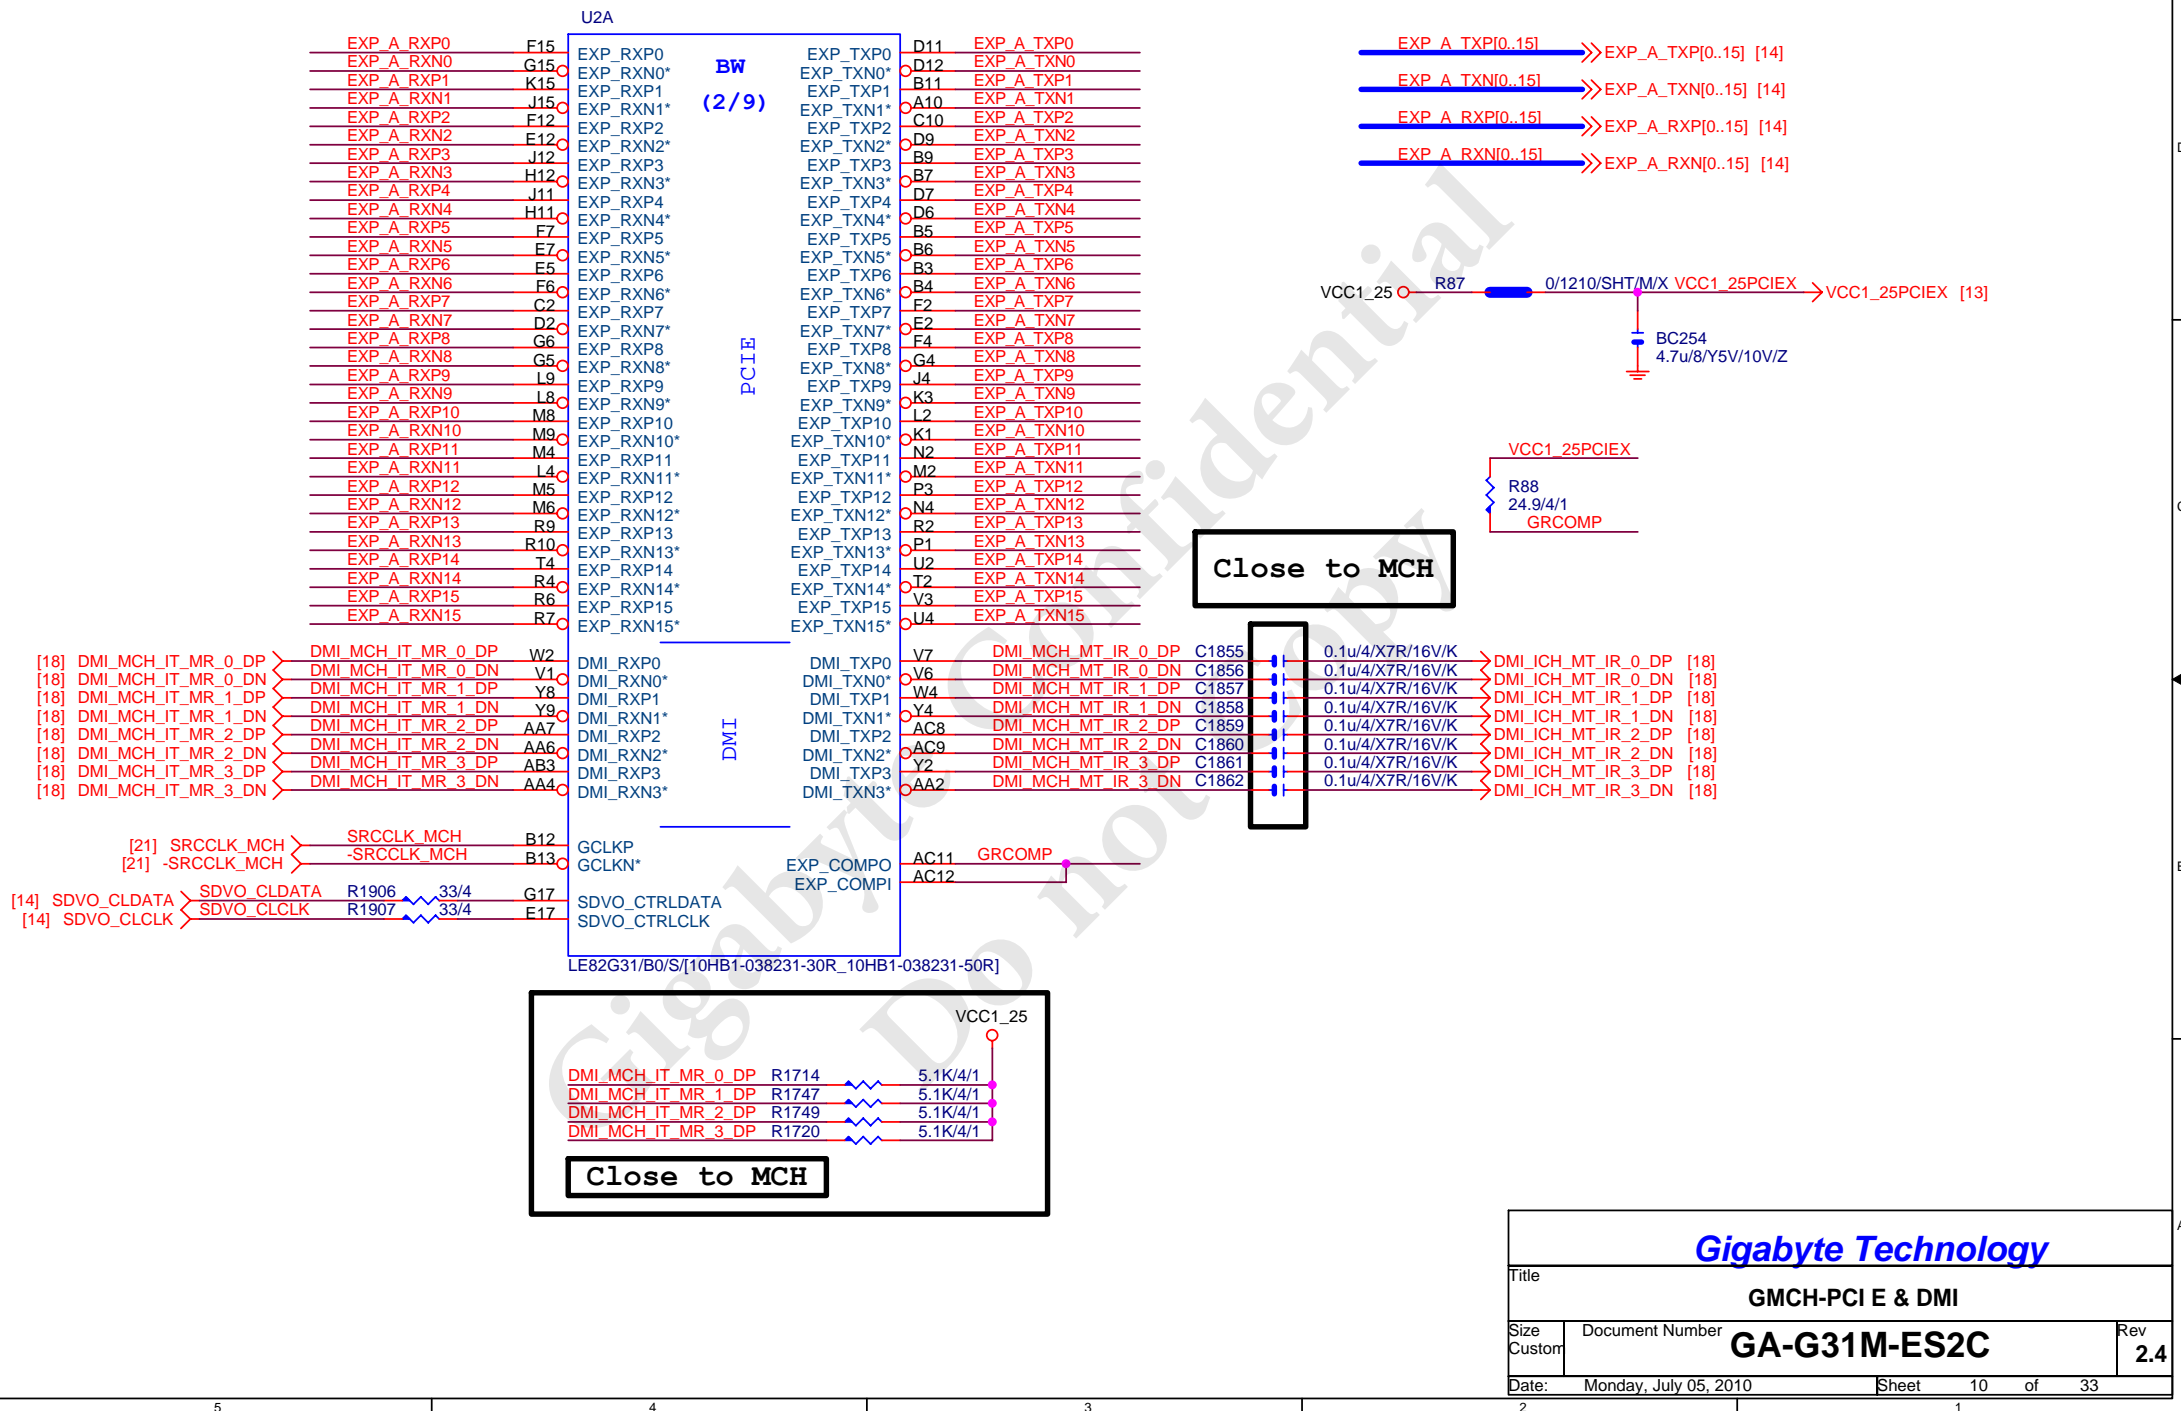 U2A
BW
(2/9)
PCIE
DMI
EXP_A_RXP0 F15 EXP_RXP0 EXP_TXP0 D11 EXP_A_TXP0
EXP_A_RXN0 G15 EXP_RXN0* EXP_TXN0* D12 EXP_A_TXN0
EXP_A_RXP1 K15 EXP_RXP1 EXP_TXP1 B11 EXP_A_TXP1
EXP_A_RXN1 J15 EXP_RXN1* EXP_TXN1* A10 EXP_A_TXN1
EXP_A_RXP2 F12 EXP_RXP2 EXP_TXP2 C10 EXP_A_TXP2
EXP_A_RXN2 E12 EXP_RXN2* EXP_TXN2* D9 EXP_A_TXN2
EXP_A_RXP3 J12 EXP_RXP3 EXP_TXP3 B9 EXP_A_TXP3
EXP_A_RXN3 H12 EXP_RXN3* EXP_TXN3* B7 EXP_A_TXN3
EXP_A_RXP4 J11 EXP_RXP4 EXP_TXP4 D7 EXP_A_TXP4
EXP_A_RXN4 H11 EXP_RXN4* EXP_TXN4* D6 EXP_A_TXN4
EXP_A_RXP5 F7 EXP_RXP5 EXP_TXP5 B5 EXP_A_TXP5
EXP_A_RXN5 E7 EXP_RXN5* EXP_TXN5* B6 EXP_A_TXN5
EXP_A_RXP6 E5 EXP_RXP6 EXP_TXP6 B3 EXP_A_TXP6
EXP_A_RXN6 F6 EXP_RXN6* EXP_TXN6* B4 EXP_A_TXN6
EXP_A_RXP7 C2 EXP_RXP7 EXP_TXP7 F2 EXP_A_TXP7
EXP_A_RXN7 D2 EXP_RXN7* EXP_TXN7* E2 EXP_A_TXN7
EXP_A_RXP8 G6 EXP_RXP8 EXP_TXP8 F4 EXP_A_TXP8
EXP_A_RXN8 G5 EXP_RXN8* EXP_TXN8* G4 EXP_A_TXN8
EXP_A_RXP9 L9 EXP_RXP9 EXP_TXP9 J4 EXP_A_TXP9
EXP_A_RXN9 L8 EXP_RXN9* EXP_TXN9* K3 EXP_A_TXN9
EXP_A_RXP10 M8 EXP_RXP10 EXP_TXP10 L2 EXP_A_TXP10
EXP_A_RXN10 M9 EXP_RXN10* EXP_TXN10* K1 EXP_A_TXN10
EXP_A_RXP11 M4 EXP_RXP11 EXP_TXP11 N2 EXP_A_TXP11
EXP_A_RXN11 L4 EXP_RXN11* EXP_TXN11* M2 EXP_A_TXN11
EXP_A_RXP12 M5 EXP_RXP12 EXP_TXP12 P3 EXP_A_TXP12
EXP_A_RXN12 M6 EXP_RXN12* EXP_TXN12* N4 EXP_A_TXN12
EXP_A_RXP13 R9 EXP_RXP13 EXP_TXP13 R2 EXP_A_TXP13
EXP_A_RXN13 R10 EXP_RXN13* EXP_TXN13* P1 EXP_A_TXN13
EXP_A_RXP14 T4 EXP_RXP14 EXP_TXP14 U2 EXP_A_TXP14
EXP_A_RXN14 R4 EXP_RXN14* EXP_TXN14* T2 EXP_A_TXN14
EXP_A_RXP15 R6 EXP_RXP15 EXP_TXP15 V3 EXP_A_TXP15
EXP_A_RXN15 R7 EXP_RXN15* EXP_TXN15* U4 EXP_A_TXN15
[18] DMI_MCH_IT_MR_0_DP DMI_MCH_IT_MR_0_DP W2 DMI_RXP0 DMI_TXP0 V7 DMI_MCH_MT_IR_0_DP C1855 0.1u/4/X7R/16V/K DMI_ICH_MT_IR_0_DP [18]
[18] DMI_MCH_IT_MR_0_DN DMI_MCH_IT_MR_0_DN V1 DMI_RXN0* DMI_TXN0* V6 DMI_MCH_MT_IR_0_DN C1856 0.1u/4/X7R/16V/K DMI_ICH_MT_IR_0_DN [18]
[18] DMI_MCH_IT_MR_1_DP DMI_MCH_IT_MR_1_DP Y8 DMI_RXP1 DMI_TXP1 W4 DMI_MCH_MT_IR_1_DP C1857 0.1u/4/X7R/16V/K DMI_ICH_MT_IR_1_DP [18]
[18] DMI_MCH_IT_MR_1_DN DMI_MCH_IT_MR_1_DN Y9 DMI_RXN1* DMI_TXN1* Y4 DMI_MCH_MT_IR_1_DN C1858 0.1u/4/X7R/16V/K DMI_ICH_MT_IR_1_DN [18]
[18] DMI_MCH_IT_MR_2_DP DMI_MCH_IT_MR_2_DP AA7 DMI_RXP2 DMI_TXP2 AC8 DMI_MCH_MT_IR_2_DP C1859 0.1u/4/X7R/16V/K DMI_ICH_MT_IR_2_DP [18]
[18] DMI_MCH_IT_MR_2_DN DMI_MCH_IT_MR_2_DN AA6 DMI_RXN2* DMI_TXN2* AC9 DMI_MCH_MT_IR_2_DN C1860 0.1u/4/X7R/16V/K DMI_ICH_MT_IR_2_DN [18]
[18] DMI_MCH_IT_MR_3_DP DMI_MCH_IT_MR_3_DP AB3 DMI_RXP3 DMI_TXP3 Y2 DMI_MCH_MT_IR_3_DP C1861 0.1u/4/X7R/16V/K DMI_ICH_MT_IR_3_DP [18]
[18] DMI_MCH_IT_MR_3_DN DMI_MCH_IT_MR_3_DN AA4 DMI_RXN3* DMI_TXN3* AA2 DMI_MCH_MT_IR_3_DN C1862 0.1u/4/X7R/16V/K DMI_ICH_MT_IR_3_DN [18]
[21] SRCCLK_MCH SRCCLK_MCH B12 GCLKP
[21] -SRCCLK_MCH -SRCCLK_MCH B13 GCLKN*
EXP_COMPO AC11 GRCOMP
EXP_COMPI AC12
[14] SDVO_CLDATA SDVO_CLDATA R1906 33/4 G17 SDVO_CTRLDATA
[14] SDVO_CLCLK SDVO_CLCLK R1907 33/4 E17 SDVO_CTRLCLK
LE82G31/B0/S/[10HB1-038231-30R_10HB1-038231-50R]
EXP_A_TXP[0..15] EXP_A_TXP[0..15] [14]
EXP_A_TXN[0..15] EXP_A_TXN[0..15] [14]
EXP_A_RXP[0..15] EXP_A_RXP[0..15] [14]
EXP_A_RXN[0..15] EXP_A_RXN[0..15] [14]
VCC1_25 R87 0/1210/SHT/M/X VCC1_25PCIEX VCC1_25PCIEX [13]
BC254
4.7u/8/Y5V/10V/Z
VCC1_25PCIEX
R88
24.9/4/1
GRCOMP
Close to MCH
VCC1_25
DMI_MCH_IT_MR_0_DP R1714 5.1K/4/1
DMI_MCH_IT_MR_1_DP R1747 5.1K/4/1
DMI_MCH_IT_MR_2_DP R1749 5.1K/4/1
DMI_MCH_IT_MR_3_DP R1720 5.1K/4/1
Close to MCH
Gigabyte Confidential
Do not Copy
Gigabyte Technology
Title
GMCH-PCI E & DMI
Size
Custom
Document Number GA-G31M-ES2C
Rev
2.4
Date: Monday, July 05, 2010 Sheet 10 of 33
5 4 3 2 1